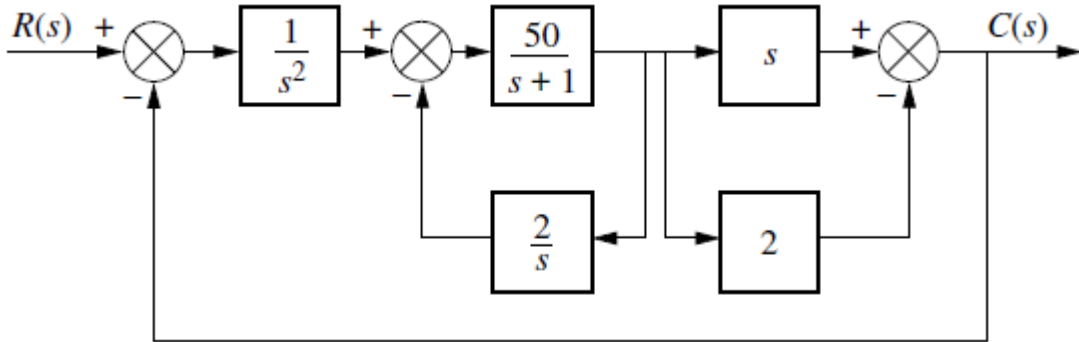 R(s) + 1/s² + 50/(s + 1) s + C(s)
− − −
2/s 2